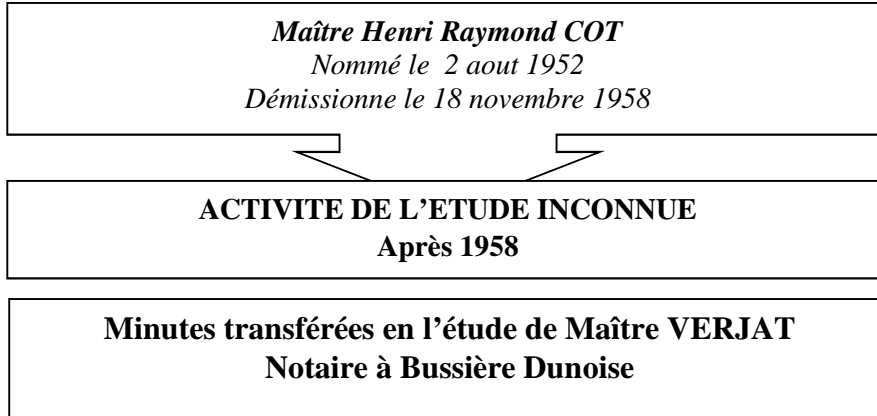 Maître Henri Raymond COT
Nommé le 2 aout 1952
Démissionne le 18 novembre 1958
ACTIVITE DE L’ETUDE INCONNUE
Après 1958
Minutes transférées en l’étude de Maître VERJAT
Notaire à Bussière Dunoise